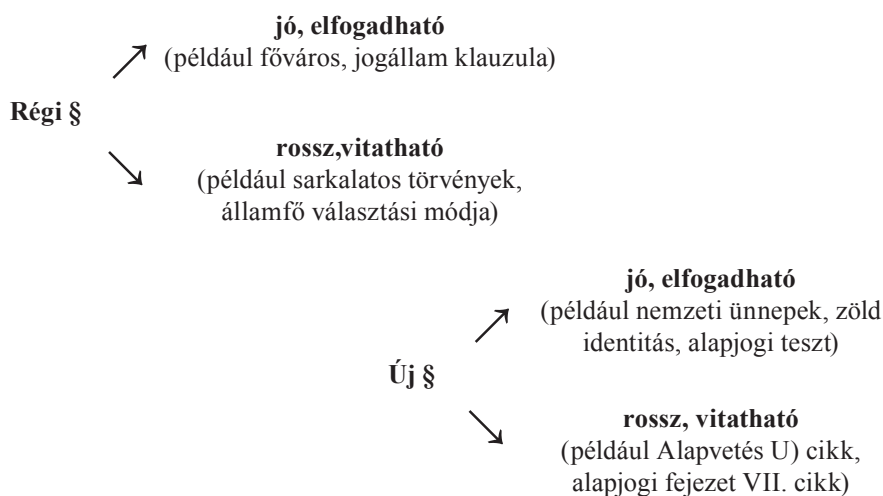 jó, elfogadható
(például főváros, jogállam klauzula)
Régi §
rossz,vitatható
(például sarkalatos törvények,
államfő választási módja)
jó, elfogadható
(például nemzeti ünnepek, zöld
identitás, alapjogi teszt)
Új §
rossz, vitatható
(például Alapvetés U) cikk,
alapjogi fejezet VII. cikk)